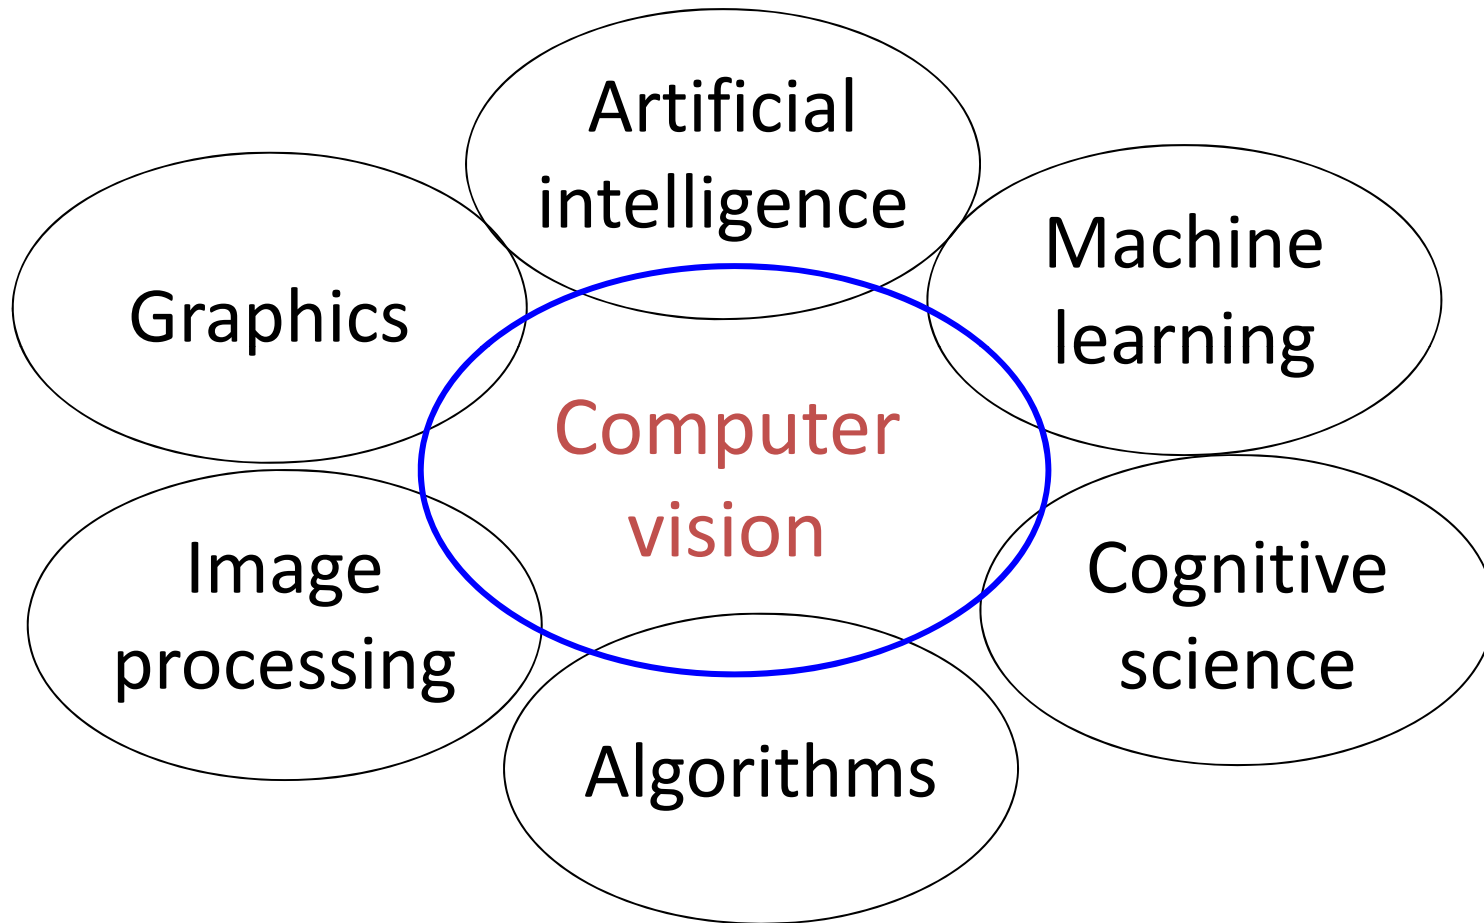 Artificial
intelligence
Machine
learning
Graphics
Computer
vision
Image
processing
Cognitive
science
Algorithms